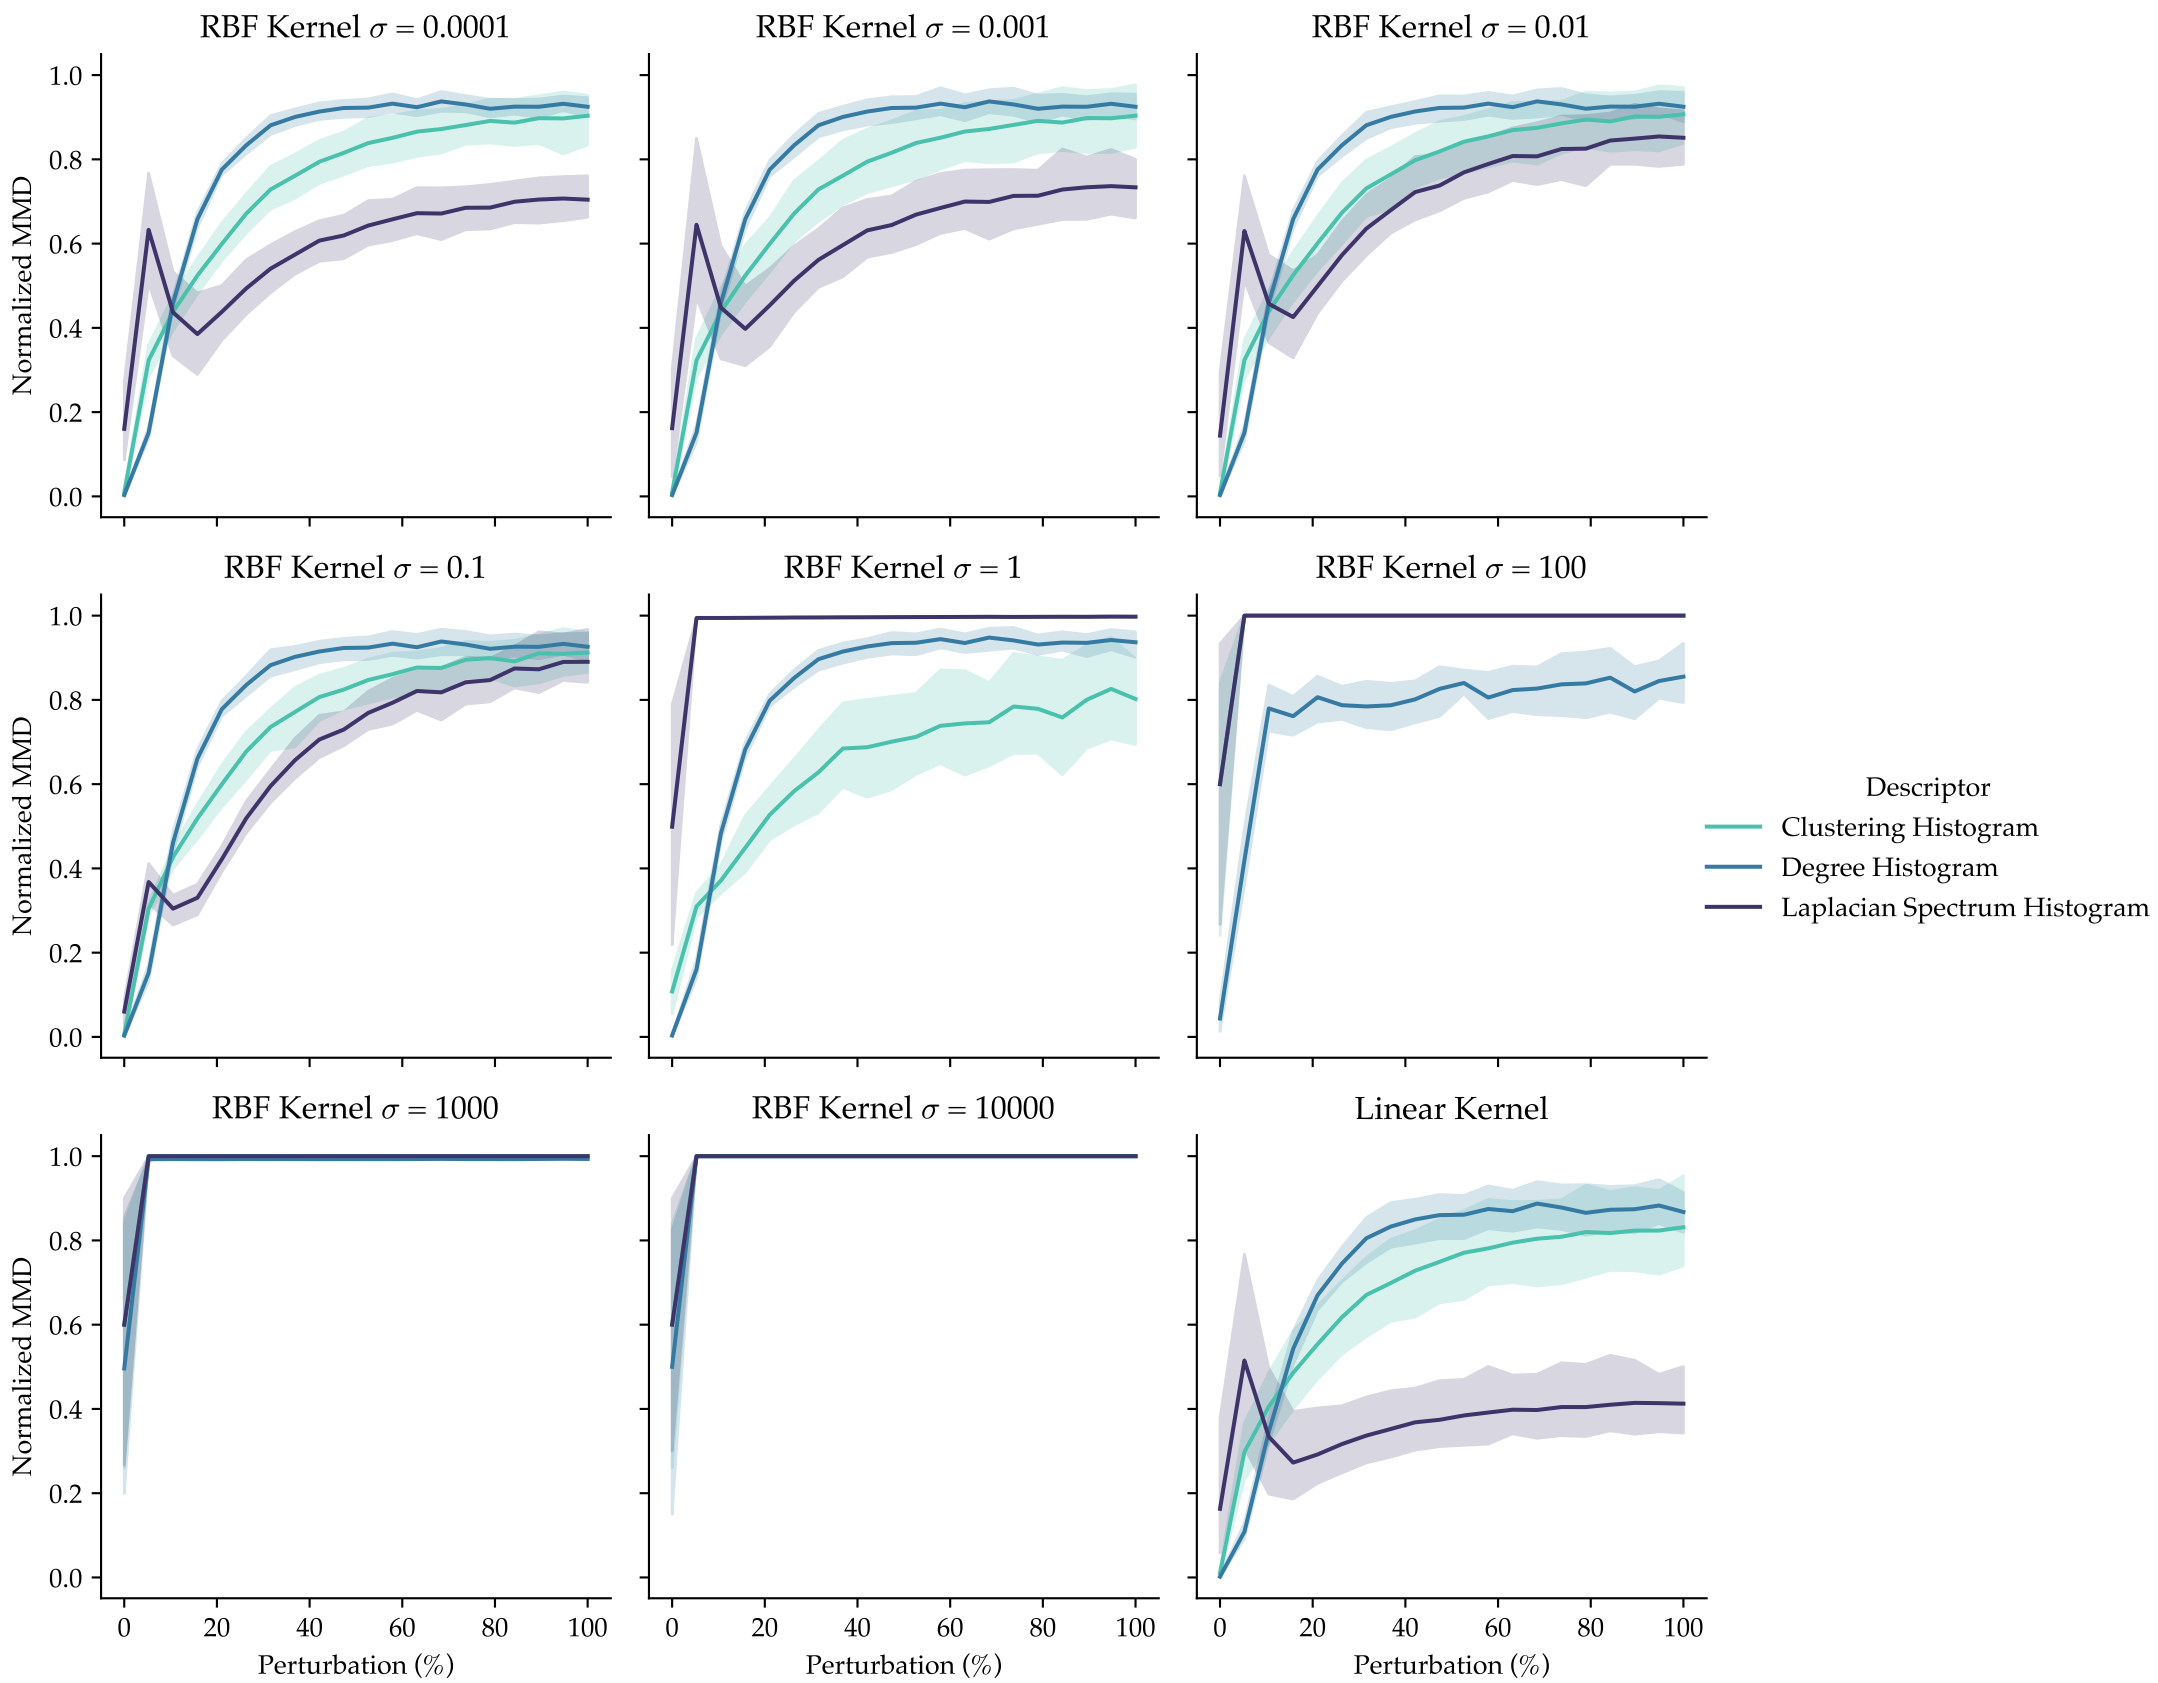 RBF Kernel σ = 0.0001
RBF Kernel σ = 0.001
RBF Kernel σ = 0.01
Normalized MMD
1.0
0.8
0.6
0.4
0.2
0.0
RBF Kernel σ = 0.1
RBF Kernel σ = 1
RBF Kernel σ = 100
Normalized MMD
1.0
0.8
0.6
0.4
0.2
0.0
Descriptor
Clustering Histogram
Degree Histogram
Laplacian Spectrum Histogram
RBF Kernel σ = 1000
RBF Kernel σ = 10000
Linear Kernel
Normalized MMD
1.0
0.8
0.6
0.4
0.2
0.0
0 20 40 60 80 100
0 20 40 60 80 100
0 20 40 60 80 100
Perturbation (%)
Perturbation (%)
Perturbation (%)